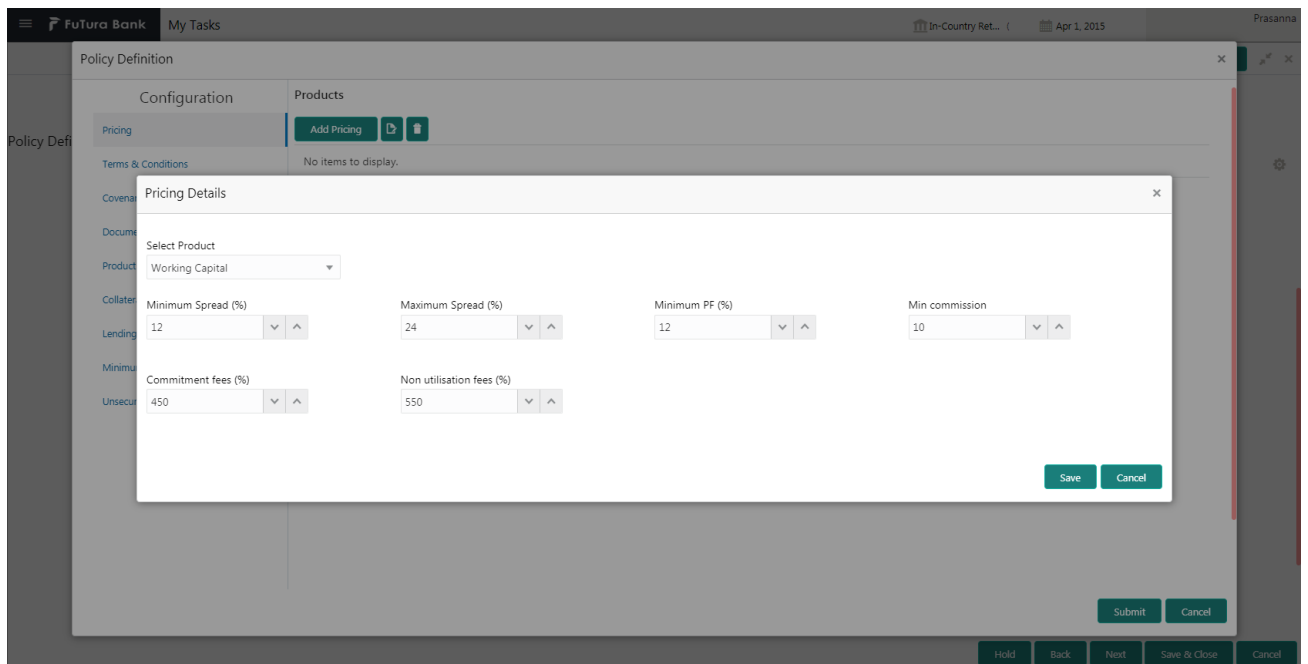 FuTura Bank
My Tasks
In-Country Ret... (
Apr 1, 2015
Prasanna
Policy Definition
Policy Defi
Configuration
Pricing
Terms & Conditions
Covena
Docume
Product
Collater
Lending
Minimu
Unsecur
Products
Add Pricing
No items to display.
Pricing Details
Select Product
Working Capital
Minimum Spread (%)
Maximum Spread (%)
Minimum PF (%)
Min commission
12
24
12
10
Commitment fees (%)
Non utilisation fees (%)
450
550
Save
Cancel
Submit
Cancel
Hold
Back
Next
Save & Close
Cancel